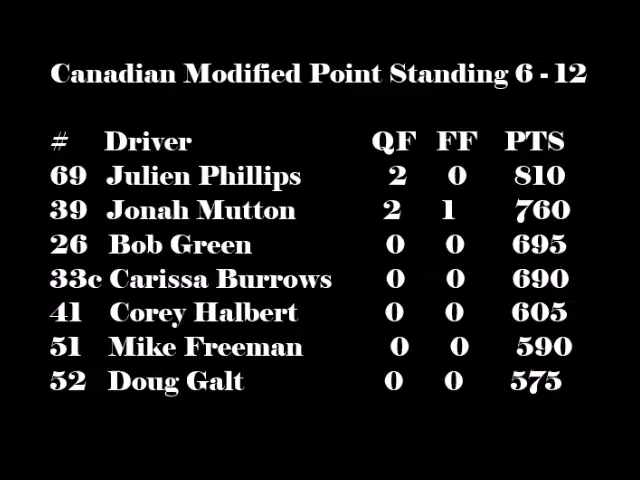 Canadian Modified Point Standing 6 - 12
# Driver QF FF PTS
69 Julien Phillips 2 0 810
39 Jonah Mutton 2 1 760
26 Bob Green 0 0 695
33c Carissa Burrows 0 0 690
41 Corey Halbert 0 0 605
51 Mike Freeman 0 0 590
52 Doug Galt 0 0 575